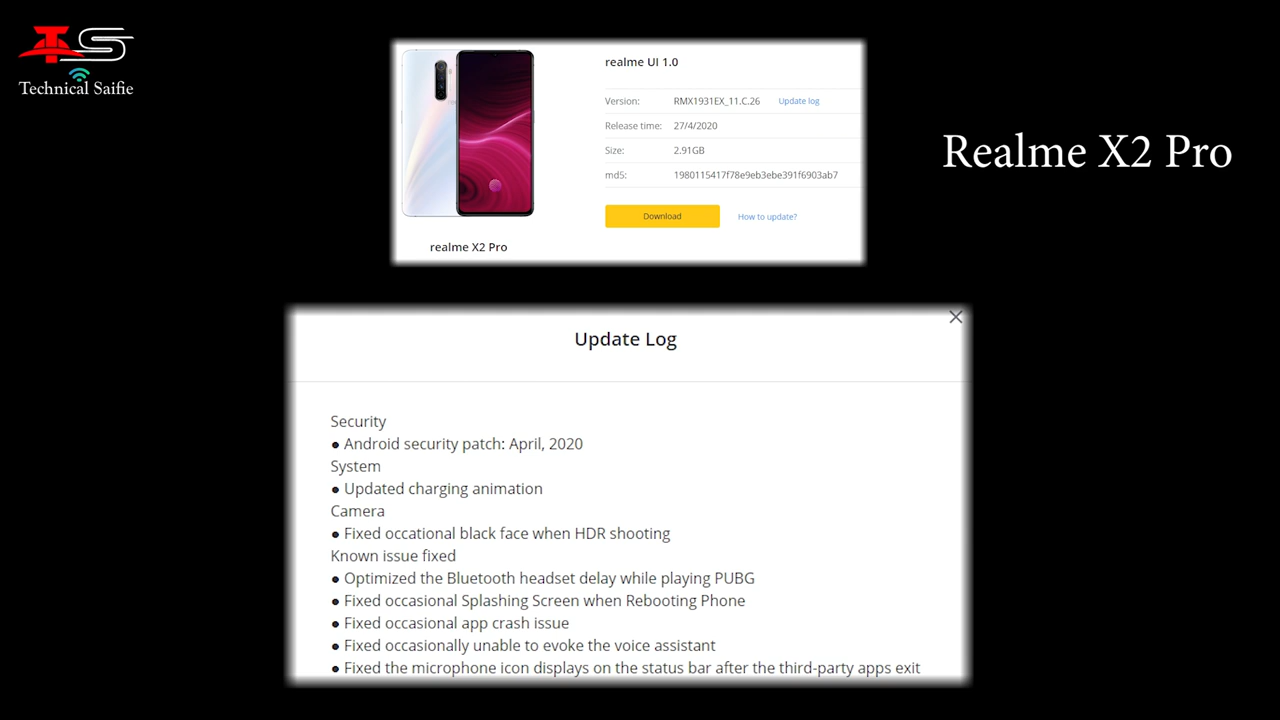 TS
Technical Saifie
realme UI 1.0
Version: RMX1931EX_11.C.26 Update log
Release time: 27/4/2020
Size: 2.91GB
md5: 1980115417f78e9eb3ebe391f6903ab7
Download How to update?
realme X2 Pro
Realme X2 Pro
Update Log
Security
● Android security patch: April, 2020
System
● Updated charging animation
Camera
● Fixed occational black face when HDR shooting
Known issue fixed
● Optimized the Bluetooth headset delay while playing PUBG
● Fixed occasional Splashing Screen when Rebooting Phone
● Fixed occasional app crash issue
● Fixed occasionally unable to evoke the voice assistant
● Fixed the microphone icon displays on the status bar after the third-party apps exit